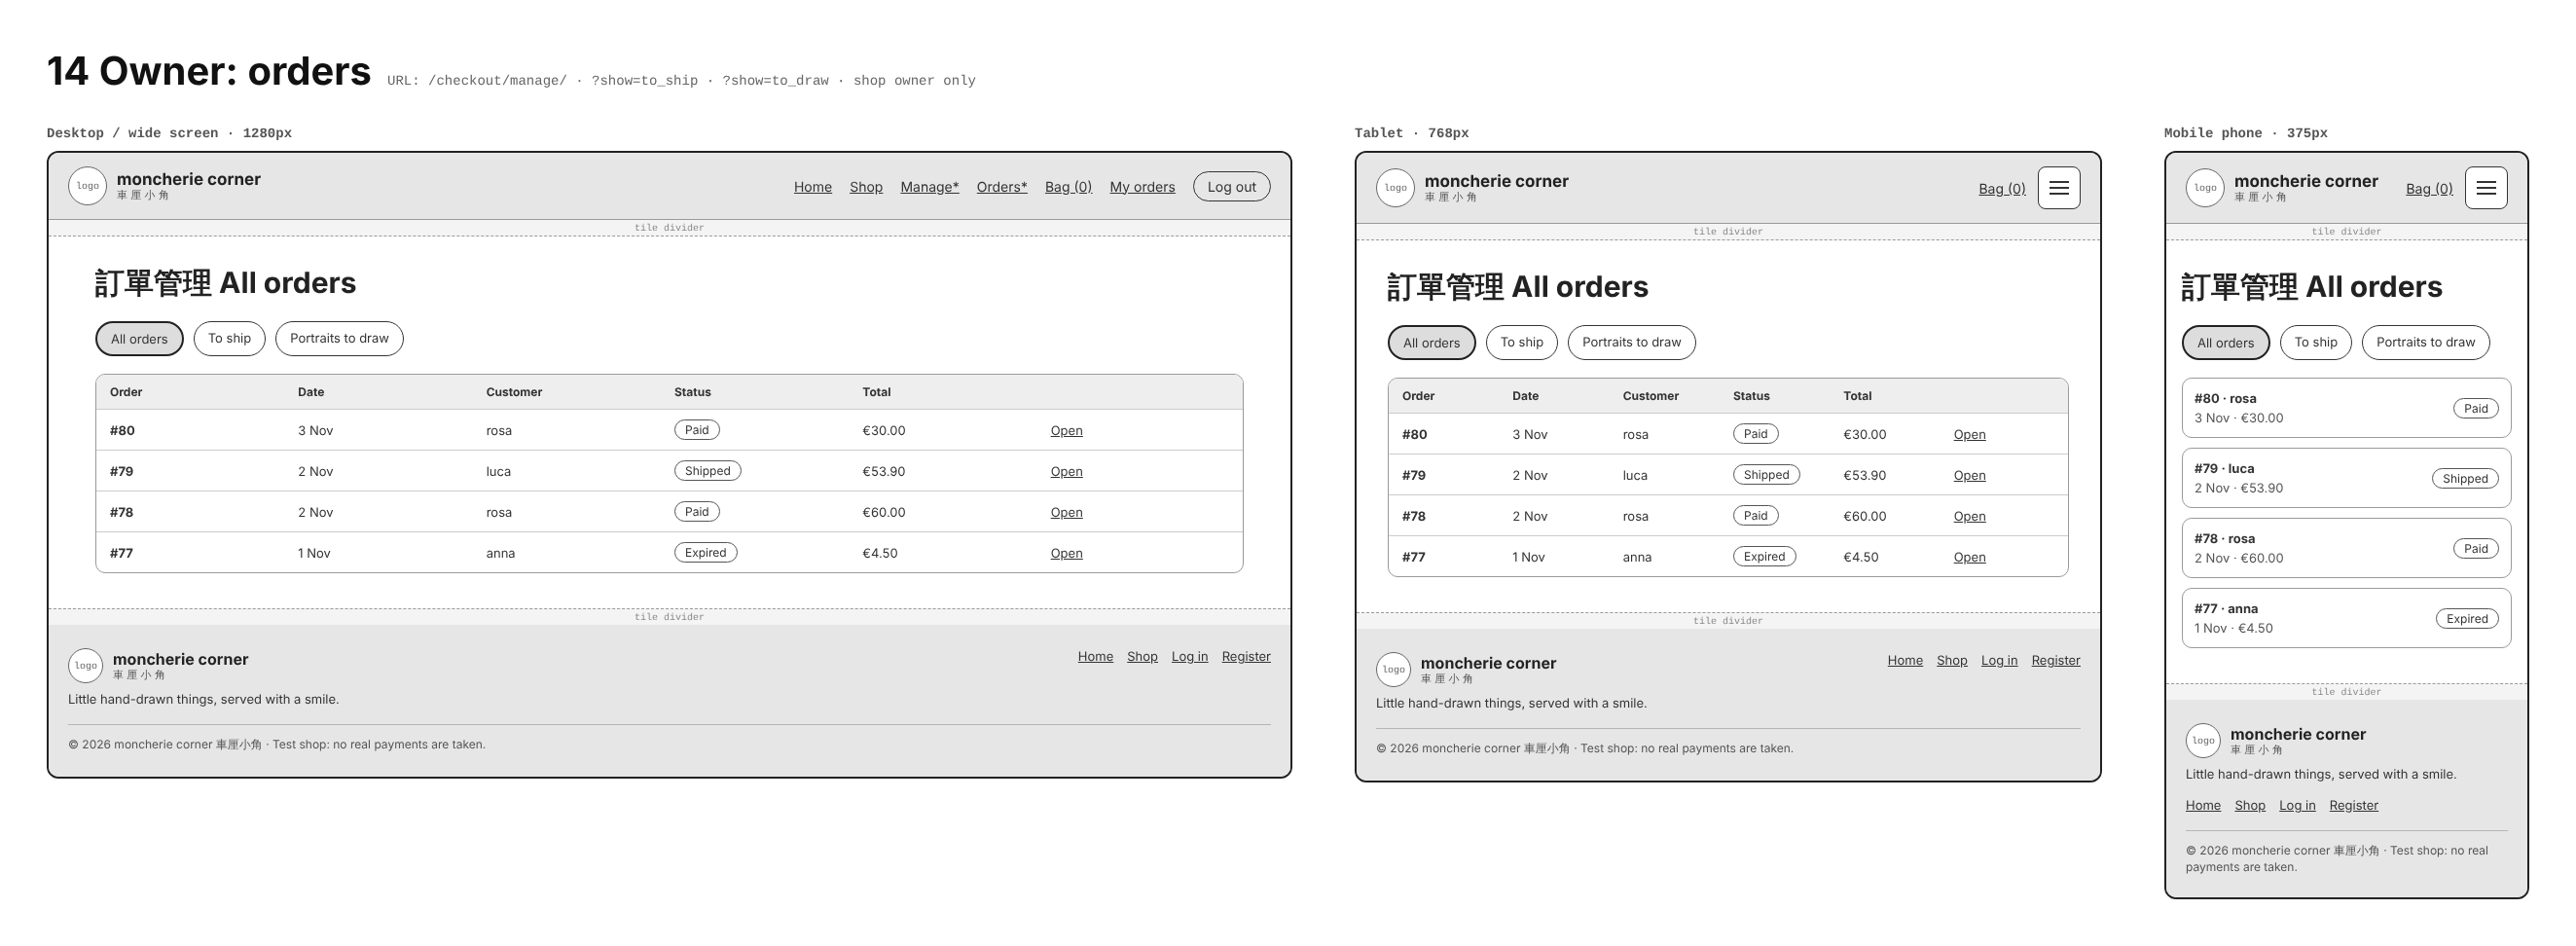 14 Owner: orders URL: /checkout/manage/ · ?show=to_ship · ?show=to_draw · shop owner only
Desktop / wide screen · 1280px
logo moncherie corner Home Shop Manage* Orders* Bag (0) My orders Log out
車厘小角
tile divider
訂單管理 All orders
All orders To ship Portraits to draw
Order Date Customer Status Total
#80 3 Nov rosa Paid €30.00 Open
#79 2 Nov luca Shipped €53.90 Open
#78 2 Nov rosa Paid €60.00 Open
#77 1 Nov anna Expired €4.50 Open
tile divider
logo moncherie corner Home Shop Log in Register
車厘小角
Little hand-drawn things, served with a smile.
© 2026 moncherie corner 車厘小角 · Test shop: no real payments are taken.
Tablet · 768px
logo moncherie corner Bag (0)
車厘小角
tile divider
訂單管理 All orders
All orders To ship Portraits to draw
Order Date Customer Status Total
#80 3 Nov rosa Paid €30.00 Open
#79 2 Nov luca Shipped €53.90 Open
#78 2 Nov rosa Paid €60.00 Open
#77 1 Nov anna Expired €4.50 Open
tile divider
logo moncherie corner Home Shop Log in Register
車厘小角
Little hand-drawn things, served with a smile.
© 2026 moncherie corner 車厘小角 · Test shop: no real payments are taken.
Mobile phone · 375px
logo moncherie corner Bag (0)
車厘小角
tile divider
訂單管理 All orders
All orders To ship Portraits to draw
#80 · rosa
3 Nov · €30.00 Paid
#79 · luca
2 Nov · €53.90 Shipped
#78 · rosa
2 Nov · €60.00 Paid
#77 · anna
1 Nov · €4.50 Expired
tile divider
logo moncherie corner
車厘小角
Little hand-drawn things, served with a smile.
Home Shop Log in Register
© 2026 moncherie corner 車厘小角 · Test shop: no real
payments are taken.